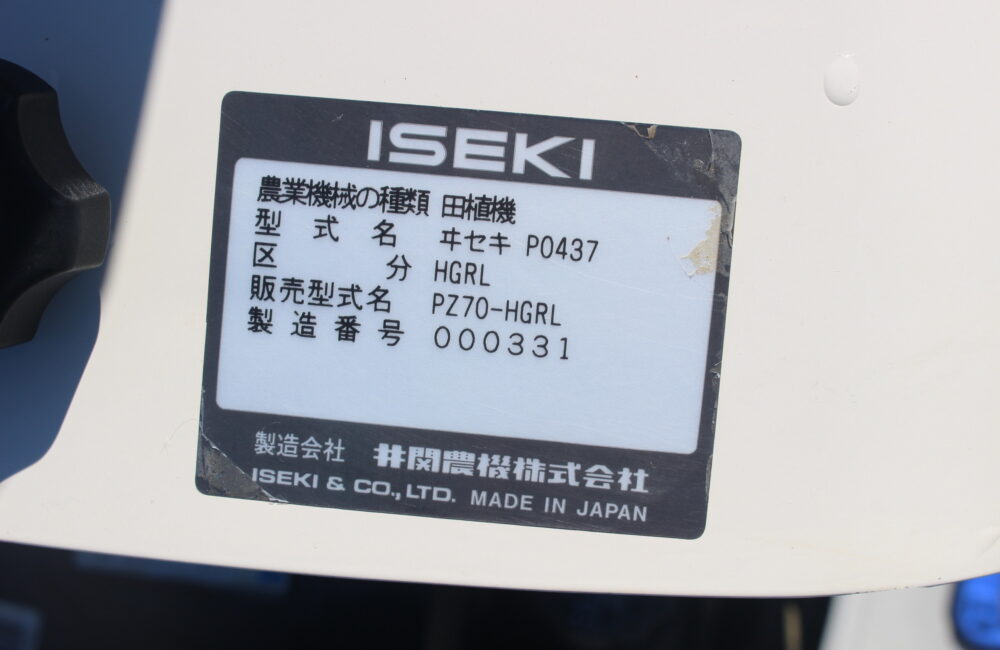 ISEKI
農業機械の種類 田植機
型式名 ヰセキ P0437
区分 HGRL
販売型式名 PZ70-HGRL
製造番号 000331
製造会社 井関農機株式会社
ISEKI & CO.,LTD. MADE IN JAPAN